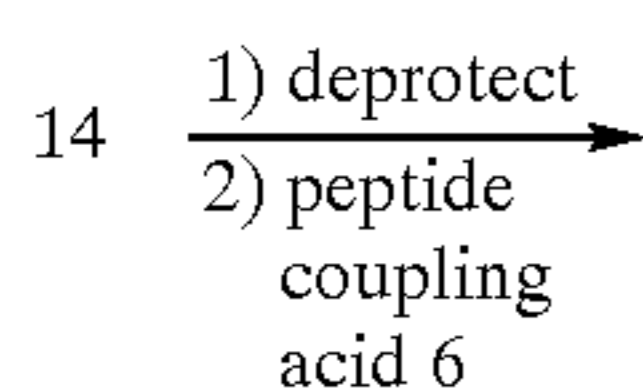 14
1) deprotect
2) peptide
coupling
acid 6